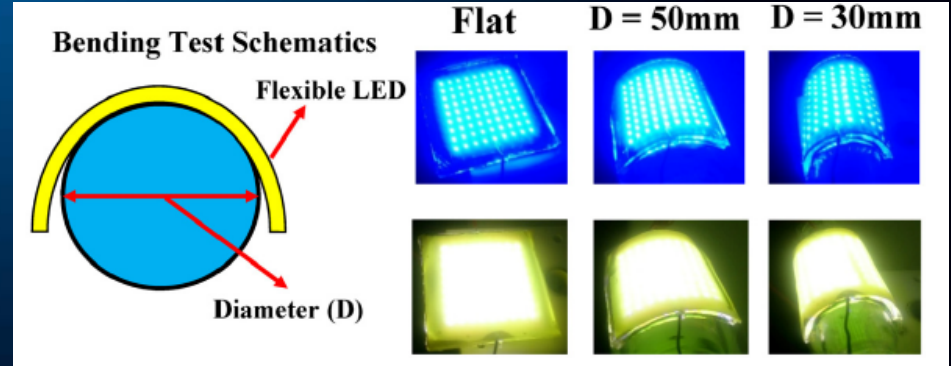 Bending Test Schematics
Flexible LED
Diameter (D)
Flat
D = 50mm
D = 30mm